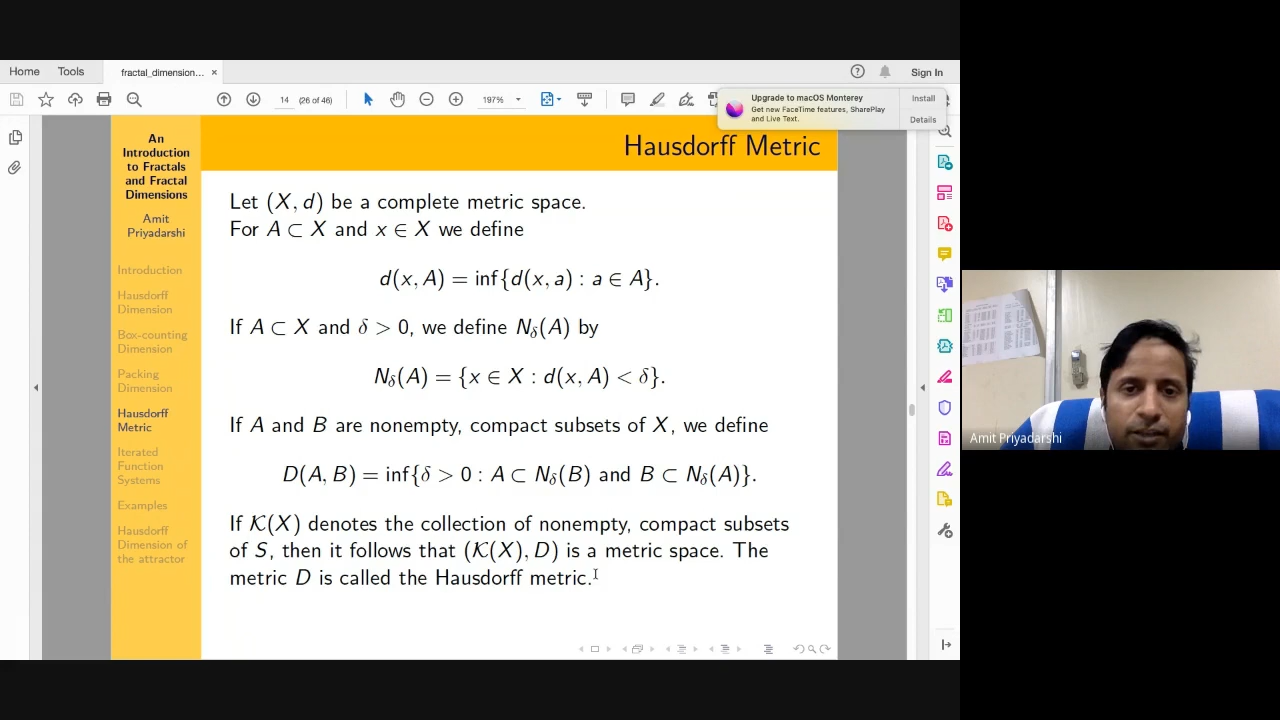 Home Tools fractal_dimension... ×
Sign In
14 (26 of 46) 197%
Upgrade to macOS Monterey
Get new FaceTime features, SharePlay
and Live Text.
Install
Details
An
Introduction
to Fractals
and Fractal
Dimensions
Amit
Priyadarshi
Introduction
Hausdorff
Dimension
Box-counting
Dimension
Packing
Dimension
Hausdorff
Metric
Iterated
Function
Systems
Examples
Hausdorff
Dimension of
the attractor
Hausdorff Metric
Let (X, d) be a complete metric space.
For A ⊂ X and x ∈ X we define
d(x, A) = inf{d(x, a) : a ∈ A}.
If A ⊂ X and δ > 0, we define N_δ(A) by
N_δ(A) = {x ∈ X : d(x, A) < δ}.
If A and B are nonempty, compact subsets of X, we define
D(A, B) = inf{δ > 0 : A ⊂ N_δ(B) and B ⊂ N_δ(A)}.
If 𝒦(X) denotes the collection of nonempty, compact subsets
of S, then it follows that (𝒦(X), D) is a metric space. The
metric D is called the Hausdorff metric.
Amit Priyadarshi